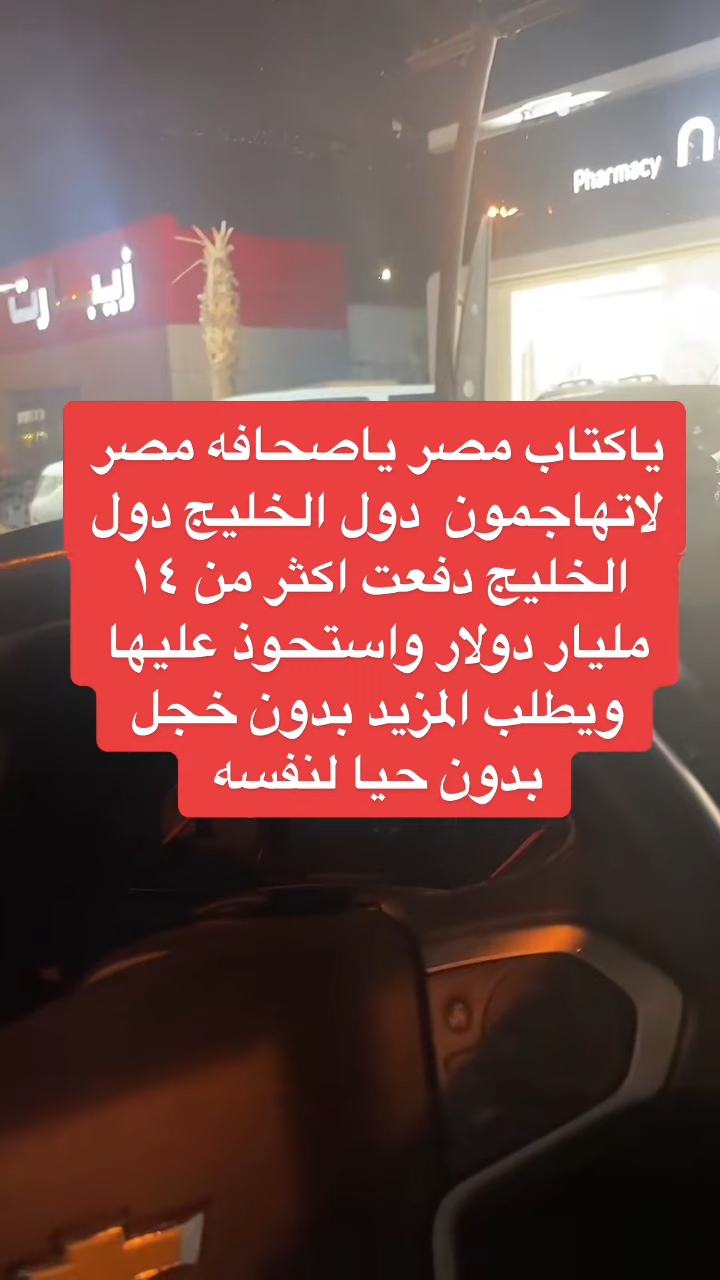 Pharmacy
زيبارت
ياكتاب مصر ياصحافه مصر
لاتهاجمون دول الخليج دول
الخليج دفعت اكثر من ١٤
مليار دولار واستحوذ عليها
ويطلب المزيد بدون خجل
بدون حيا لنفسه